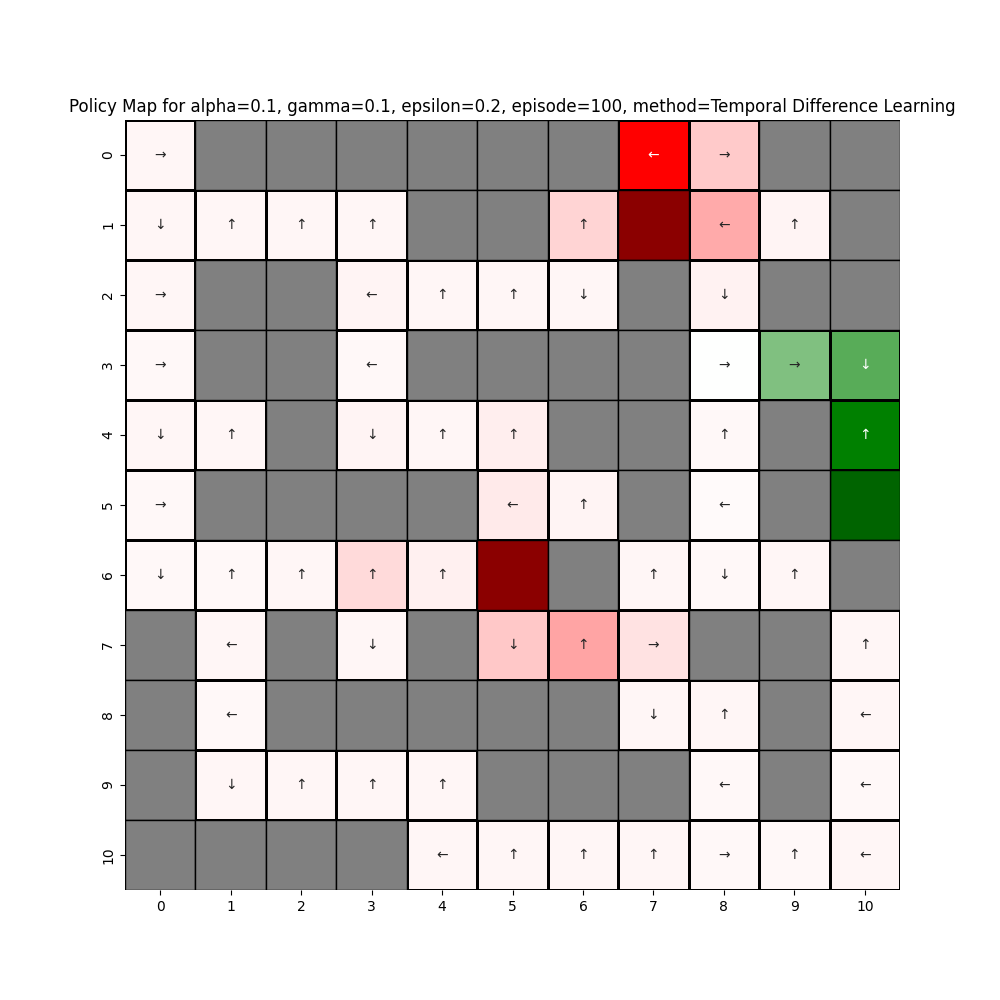 Policy Map for alpha=0.1, gamma=0.1, epsilon=0.2, episode=100, method=Temporal Difference Learning
0 → ← →
1 ↓ ↑ ↑ ↑ ↑ ← ↑
2 → ← ↑ ↑ ↓ ↓
3 → ← → → ↓
4 ↓ ↑ ↓ ↑ ↑ ↑ ↑
5 → ← ↑ ←
6 ↓ ↑ ↑ ↑ ↑ ↑ ↓ ↑
7 ← ↓ ↓ ↑ → ↑
8 ← ↓ ↑ ←
9 ↓ ↑ ↑ ↑ ← ←
10 ← ↑ ↑ ↑ → ↑ ←
0 1 2 3 4 5 6 7 8 9 10